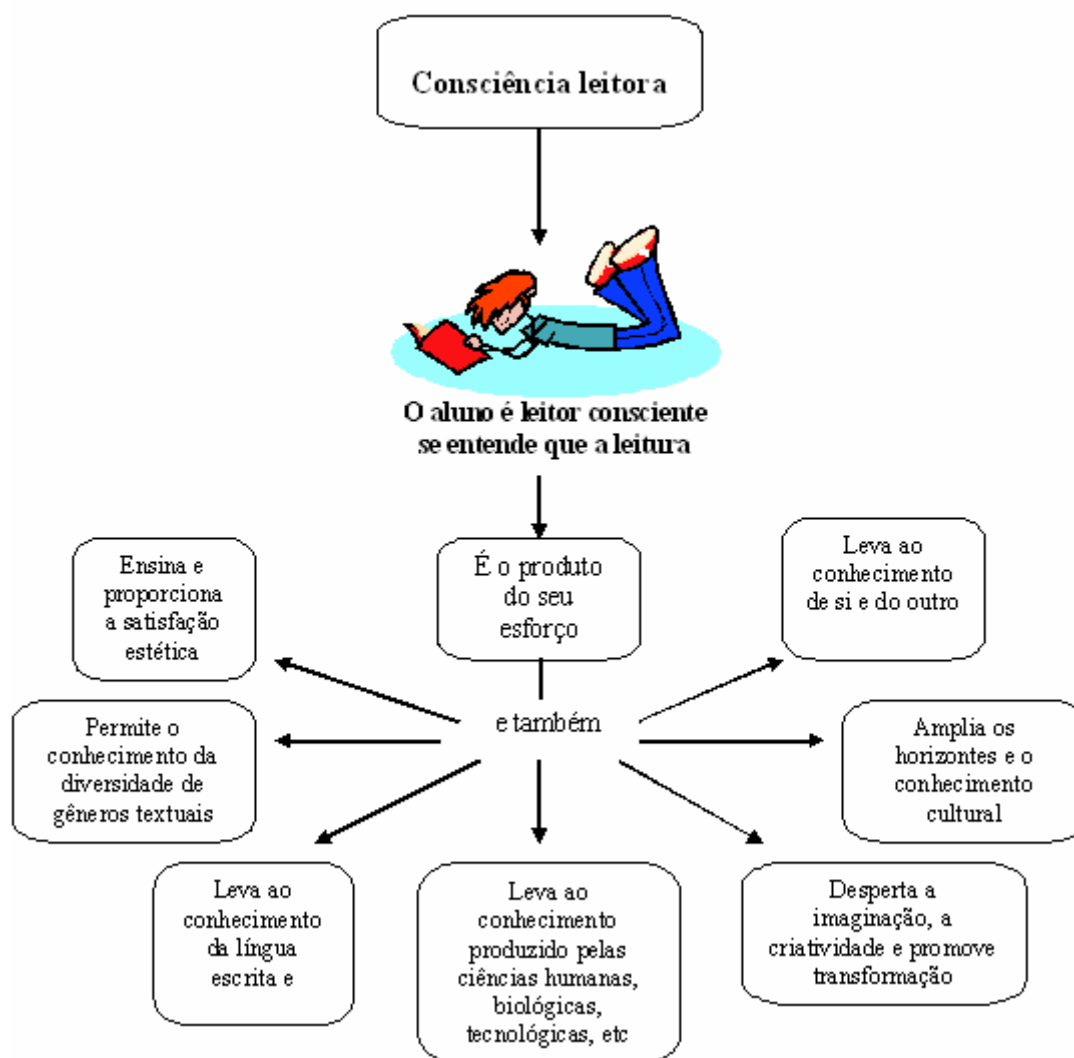 Consciência leitora
O aluno é leitor consciente
se entende que a leitura
É o produto
do seu
esforço
e também
Ensina e
proporciona
a satisfação
estética
Leva ao
conhecimento
de si e do outro
Permite o
conhecimento da
diversidade de
gêneros textuais
Amplia os
horizontes e o
conhecimento
cultural
Leva ao
conhecimento
da língua
escrita e
Leva ao
conhecimento
produzido pelas
ciências humanas,
biológicas,
tecnológicas, etc
Desperta a
imaginação, a
criatividade e promove
transformação